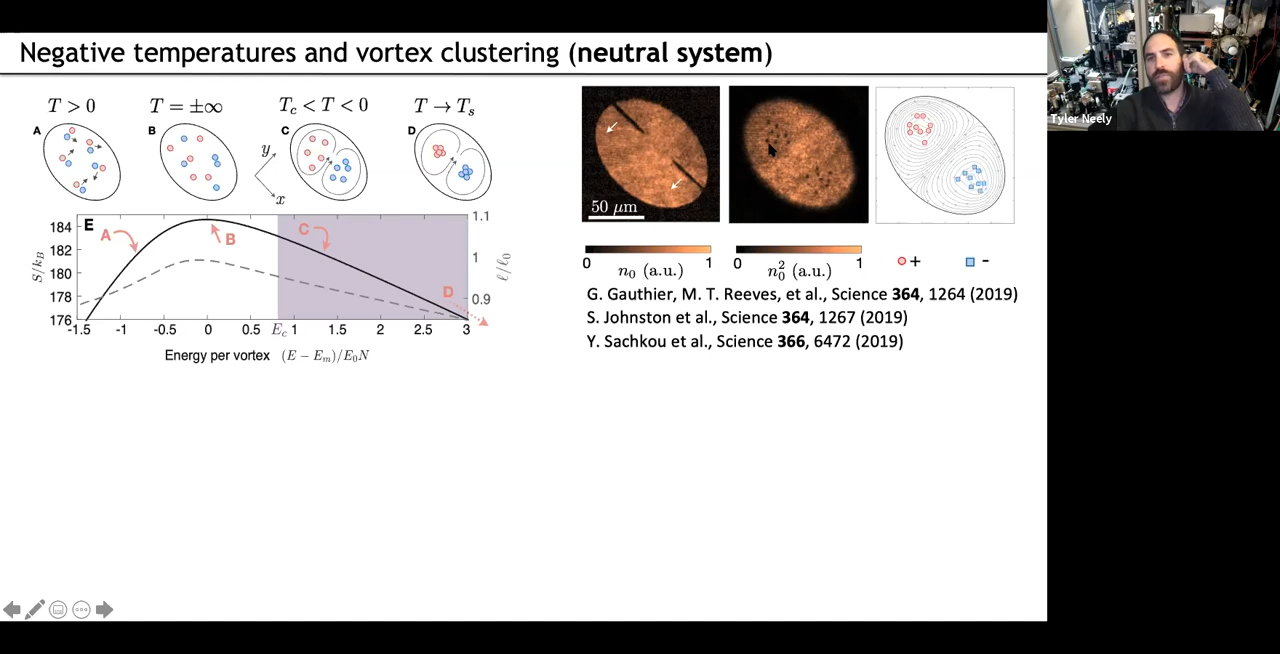 Negative temperatures and vortex clustering (neutral system)
Tyler Neely
T > 0
T = ±∞
T_c < T < 0
T → T_s
A
B
C
D
y
x
E
A
B
C
D
S/k_B
184
182
180
178
176
1.1
1
0.9
ℓ/ℓ_0
-1.5 -1 -0.5 0 0.5 E_c 1 1.5 2 2.5 3
Energy per vortex (E − E_m)/E_0N
50 μm
0 1
n_0 (a.u.)
0 1
n_0^2 (a.u.)
+ -
G. Gauthier, M. T. Reeves, et al., Science 364, 1264 (2019)
S. Johnston et al., Science 364, 1267 (2019)
Y. Sachkou et al., Science 366, 6472 (2019)